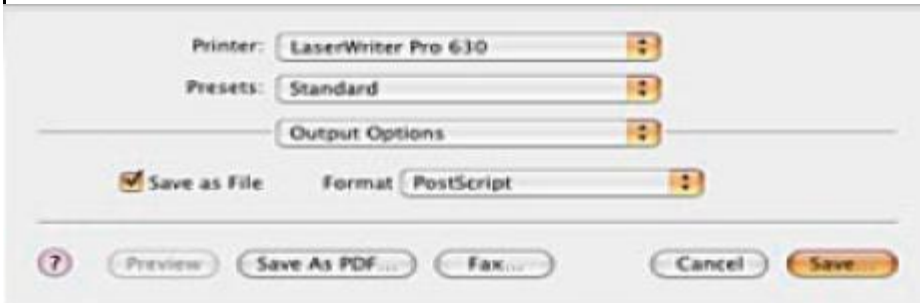 Printer: LaserWriter Pro 630
Presets: Standard
Output Options
Save as File Format PostScript
? Preview Save As PDF... Fax... Cancel Save...